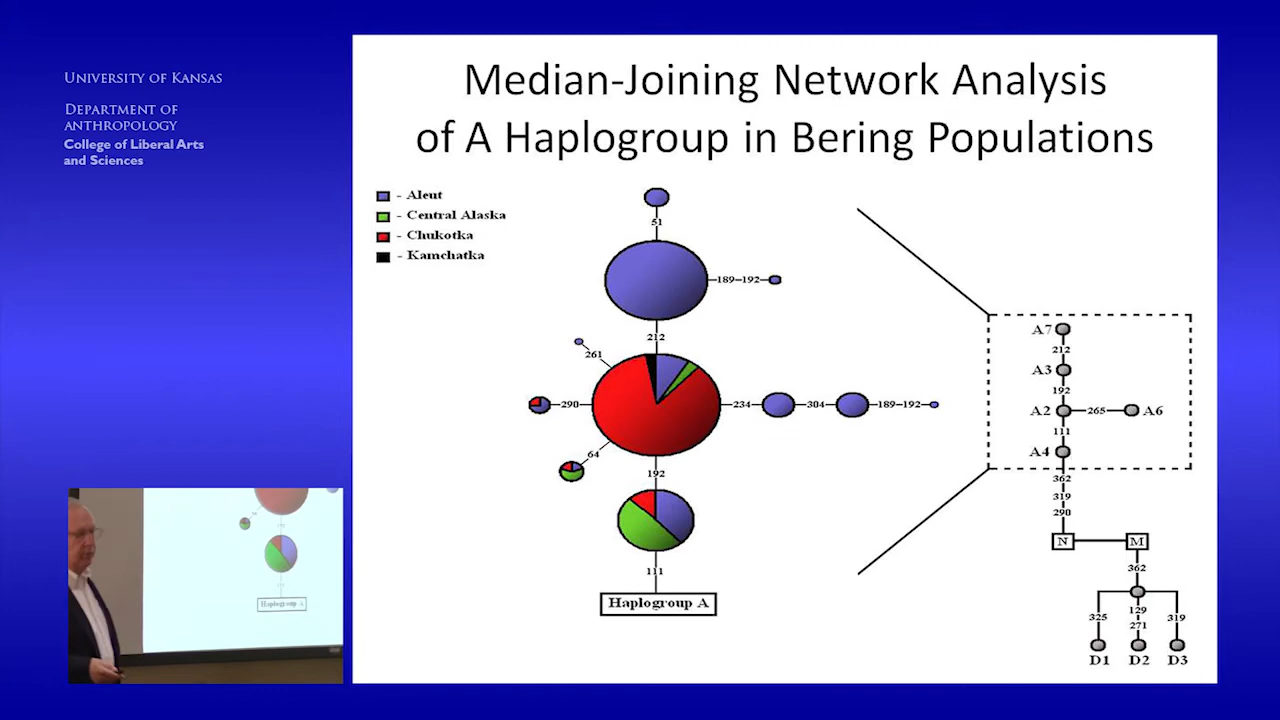 UNIVERSITY OF KANSAS
DEPARTMENT OF
ANTHROPOLOGY
College of Liberal Arts
and Sciences
Median-Joining Network Analysis
of A Haplogroup in Bering Populations
- Aleut
- Central Alaska
- Chukotka
- Kamchatka
51
189-192
212
261
290
234
304
189-192
64
192
111
Haplogroup A
A7
212
A3
192
A2
265
A6
111
A4
362
319
290
N
M
362
325
129
271
319
D1
D2
D3
Haplogroup A